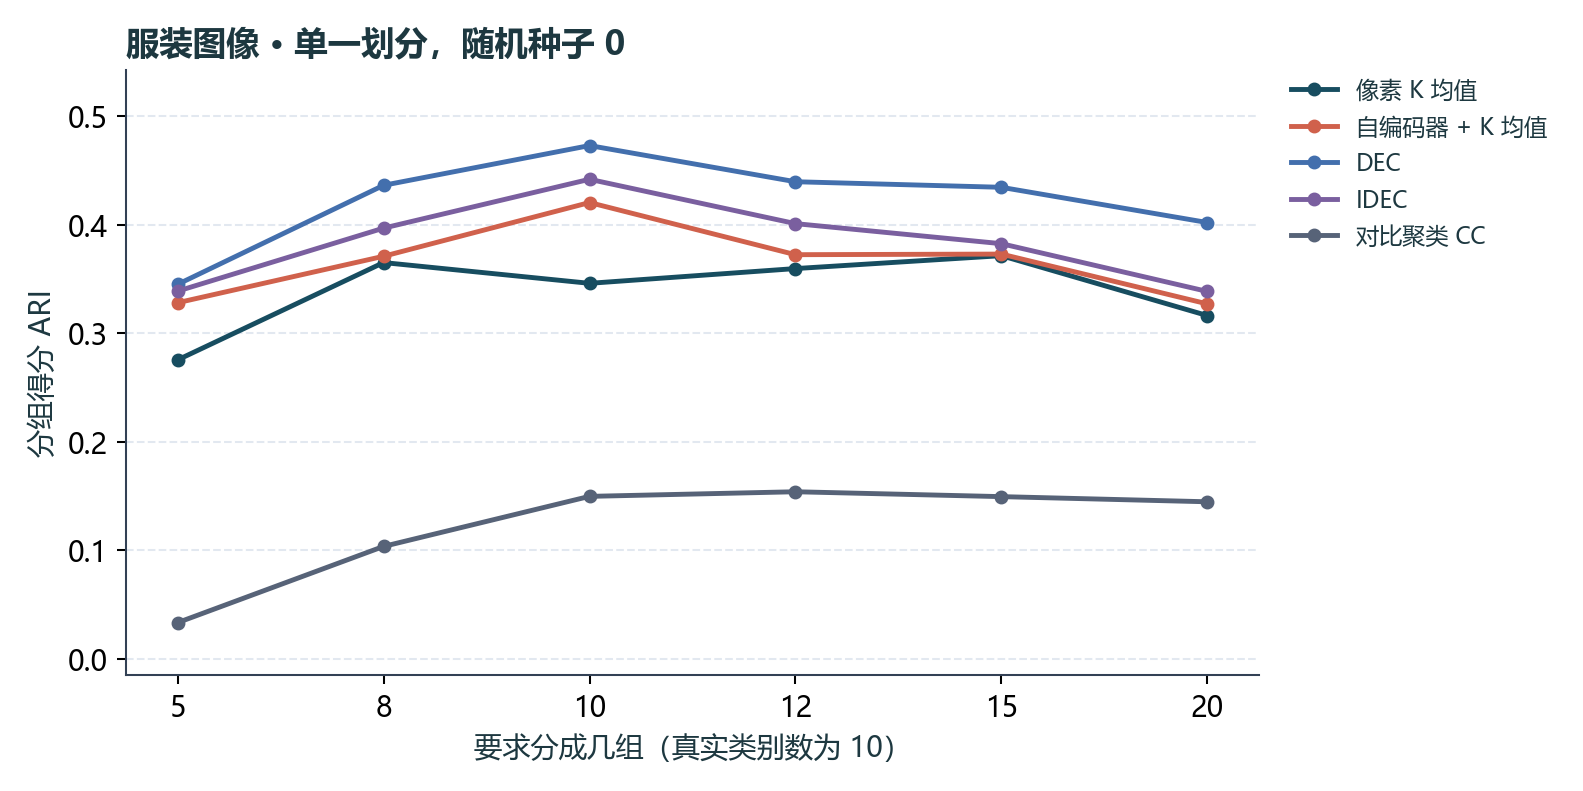 服装图像 • 单一划分，随机种子 0
分组得分 ARI
0.5
0.4
0.3
0.2
0.1
0.0
5 8 10 12 15 20
要求分成几组（真实类别数为 10）
像素 K 均值
自编码器 + K 均值
DEC
IDEC
对比聚类 CC